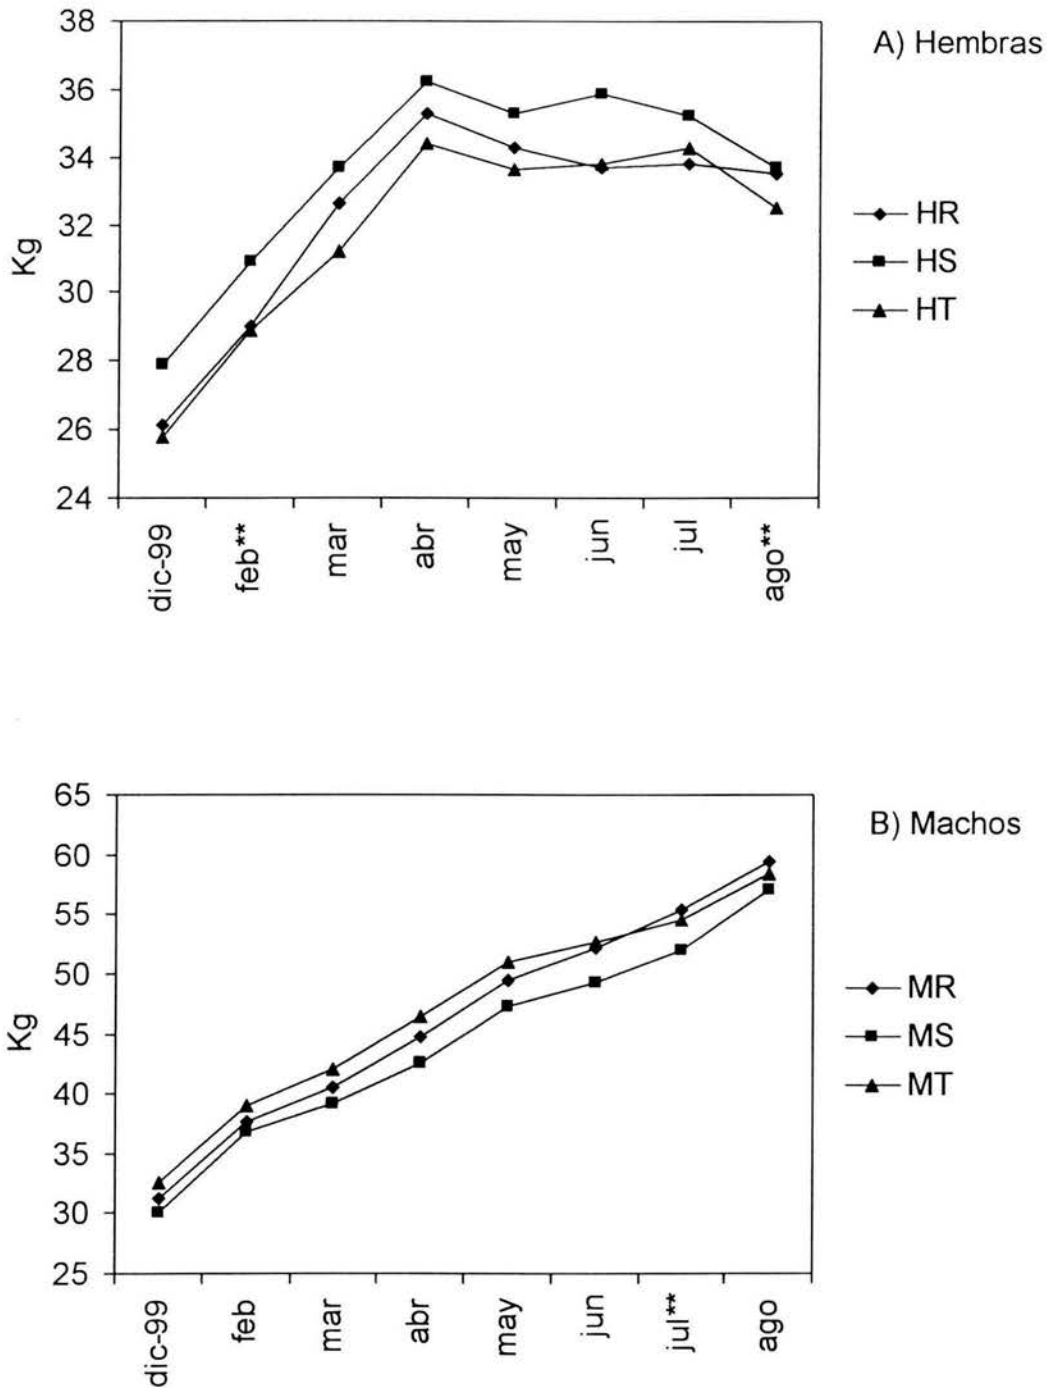 A) Hembras
38
36
34
32
30
28
26
24
Kg
dic-99
feb**
mar
abr
may
jun
jul
ago**
HR
HS
HT
B) Machos
65
60
55
50
45
40
35
30
25
Kg
dic-99
feb
mar
abr
may
jun
jul**
ago
MR
MS
MT